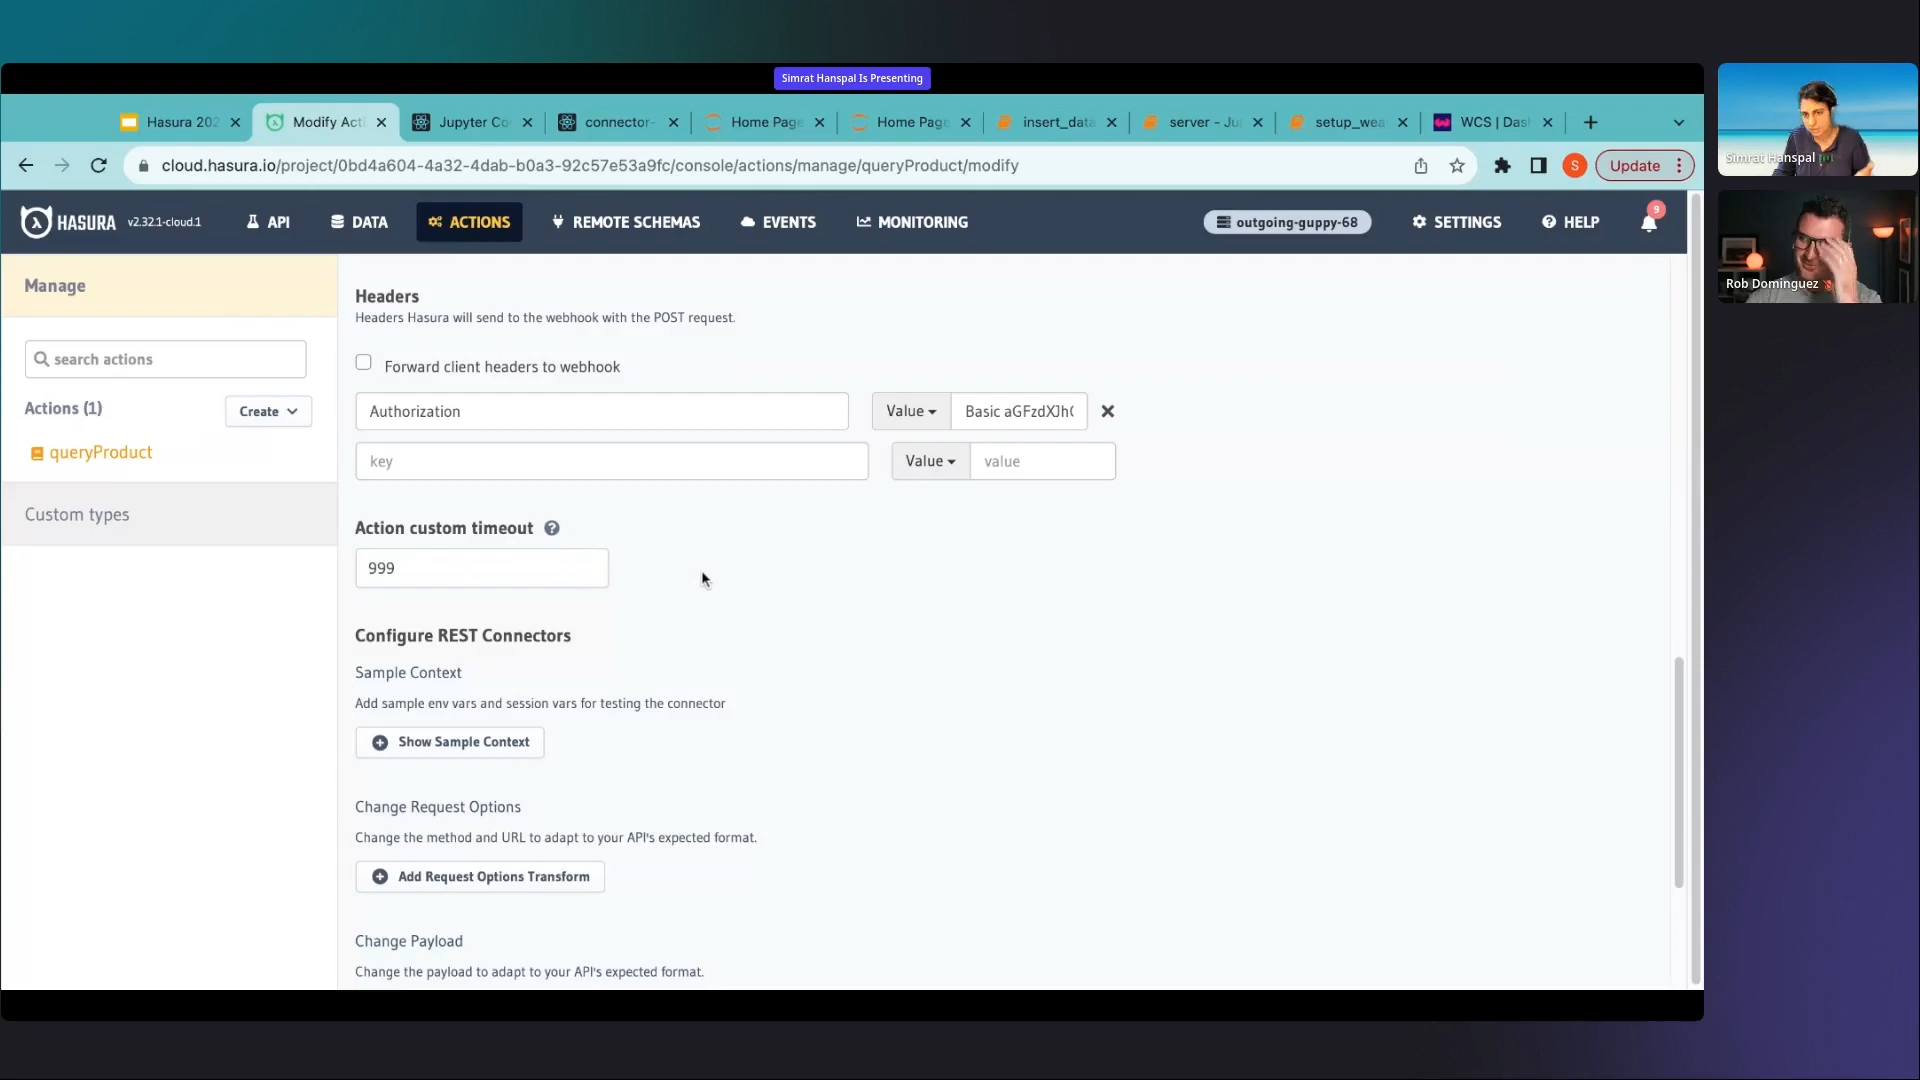 Simrat Hanspal Is Presenting
Hasura 202
Modify Acti
Jupyter Co
connector-
Home Page
Home Page
insert_data
server - Ju
setup_wea
WCS | Das
cloud.hasura.io/project/0bd4a604-4a32-4dab-b0a3-92c57e53a9fc/console/actions/manage/queryProduct/modify
S
Update
HASURA
v2.32.1-cloud.1
API
DATA
ACTIONS
REMOTE SCHEMAS
EVENTS
MONITORING
outgoing-guppy-68
SETTINGS
HELP
9
Manage
search actions
Actions (1)
Create
queryProduct
Custom types
Headers
Headers Hasura will send to the webhook with the POST request.
Forward client headers to webhook
Authorization
Value
Basic aGFzdXJh
key
Value
value
Action custom timeout
999
Configure REST Connectors
Sample Context
Add sample env vars and session vars for testing the connector
Show Sample Context
Change Request Options
Change the method and URL to adapt to your API's expected format.
Add Request Options Transform
Change Payload
Change the payload to adapt to your API's expected format.
Simrat Hanspal
Rob Dominguez